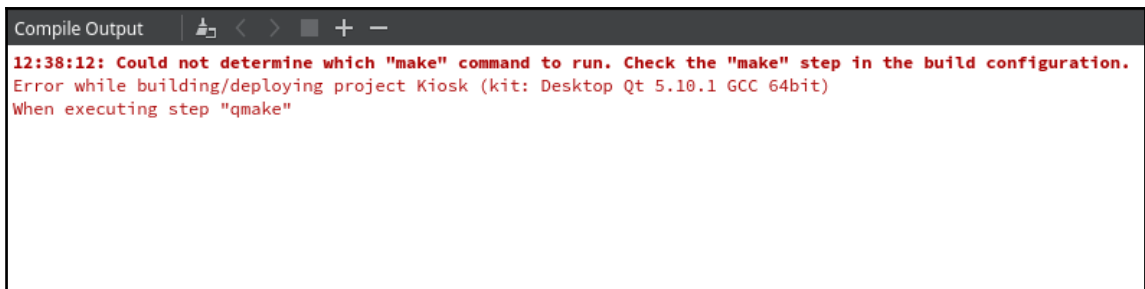 Compile Output
12:38:12: Could not determine which "make" command to run. Check the "make" step in the build configuration.
Error while building/deploying project Kiosk (kit: Desktop Qt 5.10.1 GCC 64bit)
When executing step "qmake"